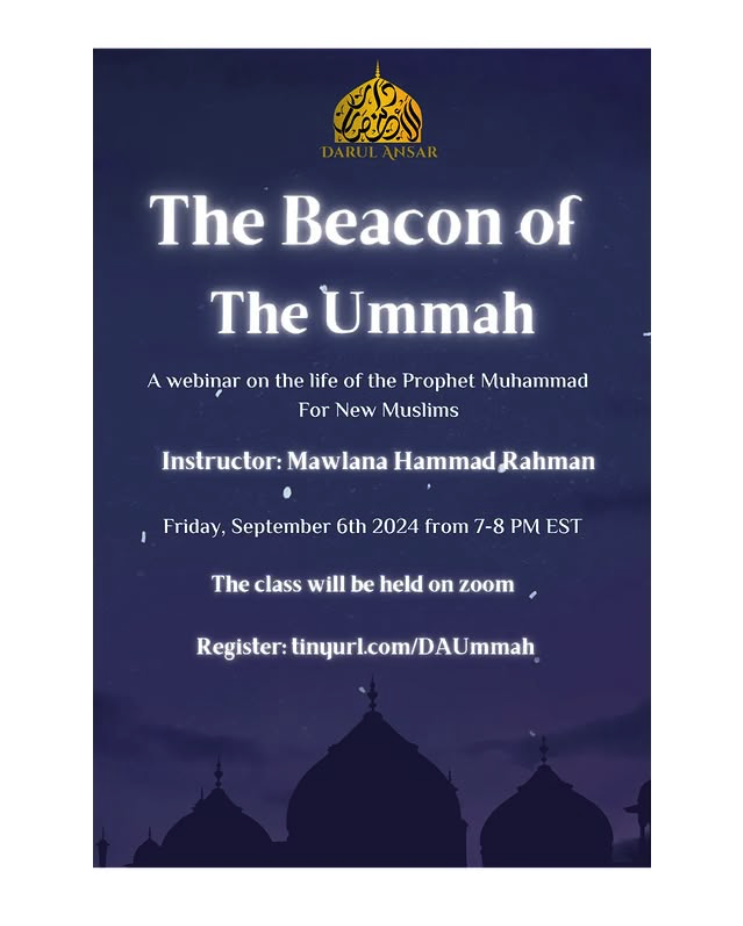 دار الأنصار
DARUL ANSAR
The Beacon of
The Ummah
A webinar on the life of the Prophet Muhammad
For New Muslims
Instructor: Mawlana Hammad Rahman
Friday, September 6th 2024 from 7-8 PM EST
The class will be held on zoom
Register: tinyurl.com/DAUmmah